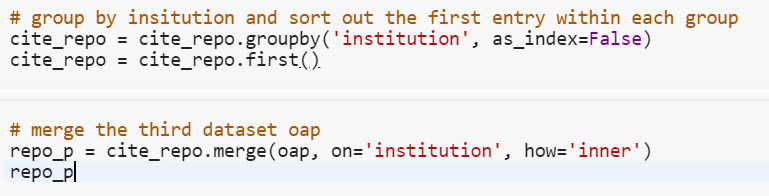 # group by insitution and sort out the first entry within each group
cite_repo = cite_repo.groupby('institution', as_index=False)
cite_repo = cite_repo.first()
# merge the third dataset oap
repo_p = cite_repo.merge(oap, on='institution', how='inner')
repo_p